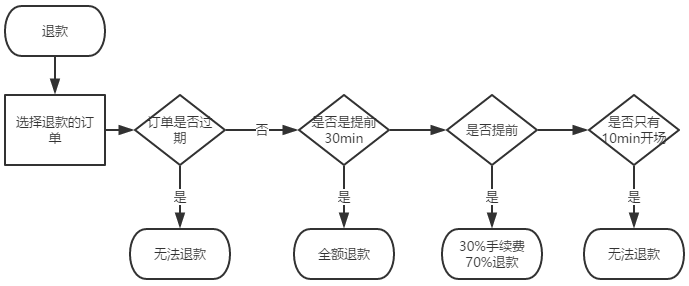 退款
选择退款的订
单
订单是否过
期
否
是否是提前
30min
是否提前
是否只有
10min开场
是
是
是
是
无法退款
全额退款
30%手续费
70%退款
无法退款